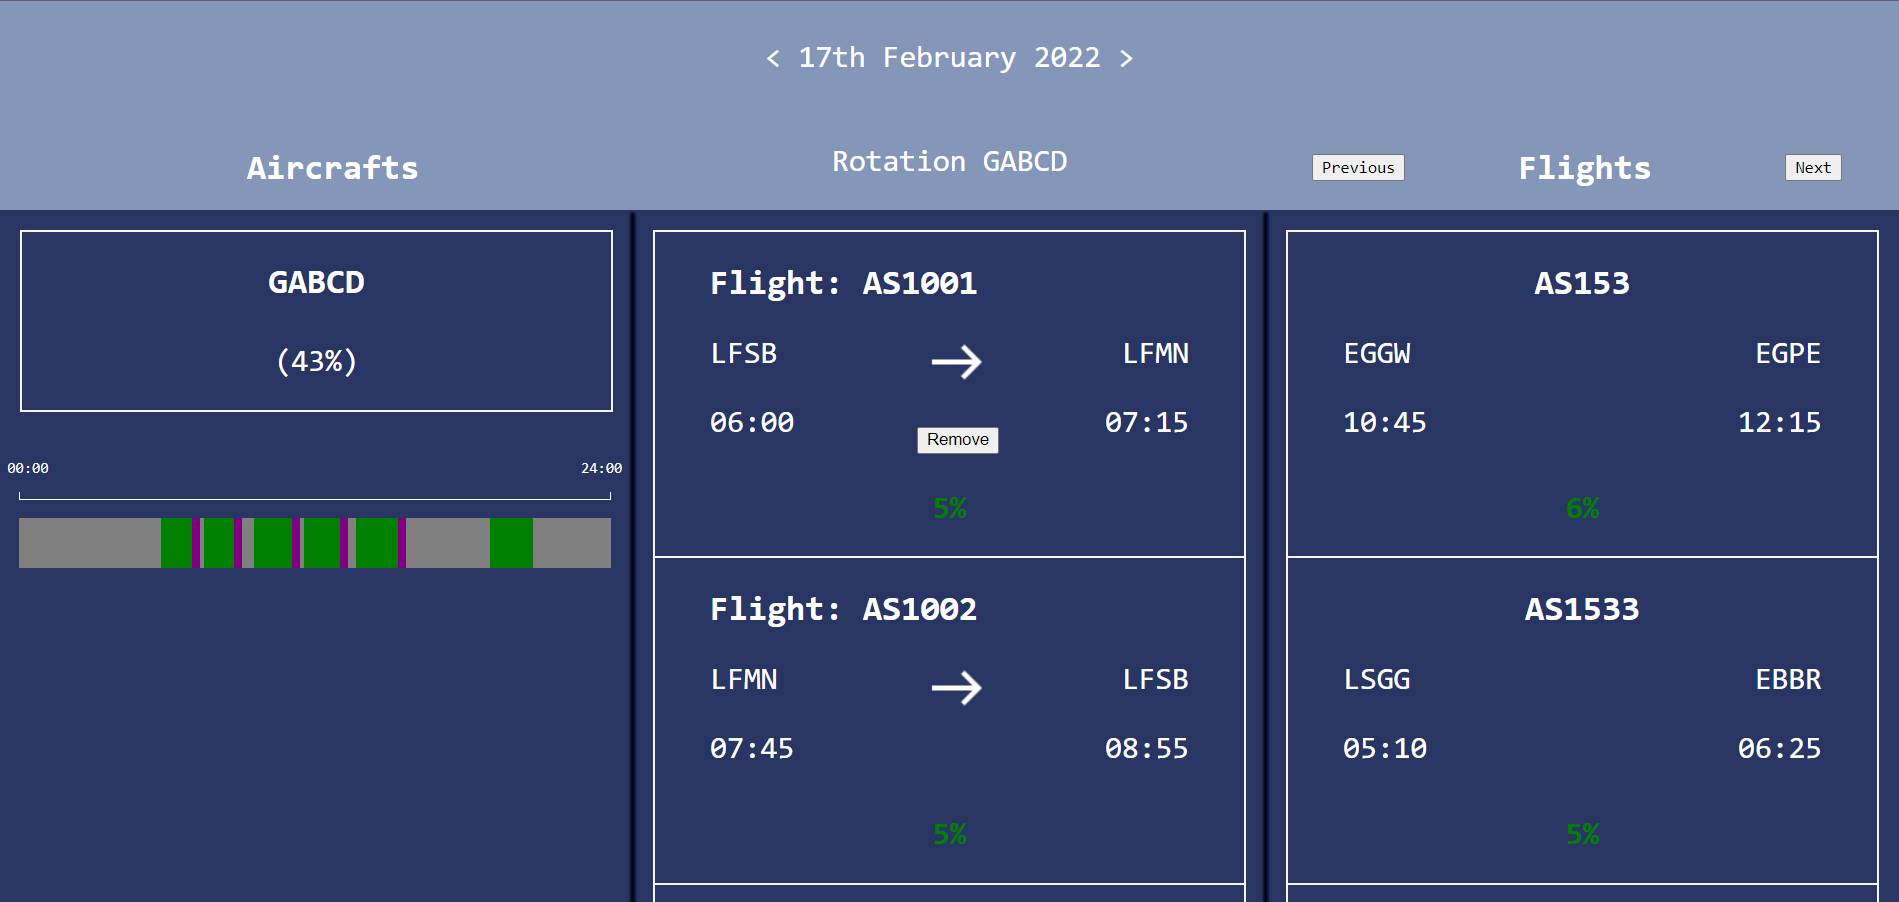 < 17th February 2022 >
Aircrafts
Rotation GABCD
Previous
Flights
Next
GABCD
(43%)
00:00 24:00
Flight: AS1001
LFSB → LFMN
06:00 07:15
Remove
5%
Flight: AS1002
LFMN → LFSB
07:45 08:55
5%
AS153
EGGW EGPE
10:45 12:15
6%
AS1533
LSGG EBBR
05:10 06:25
5%